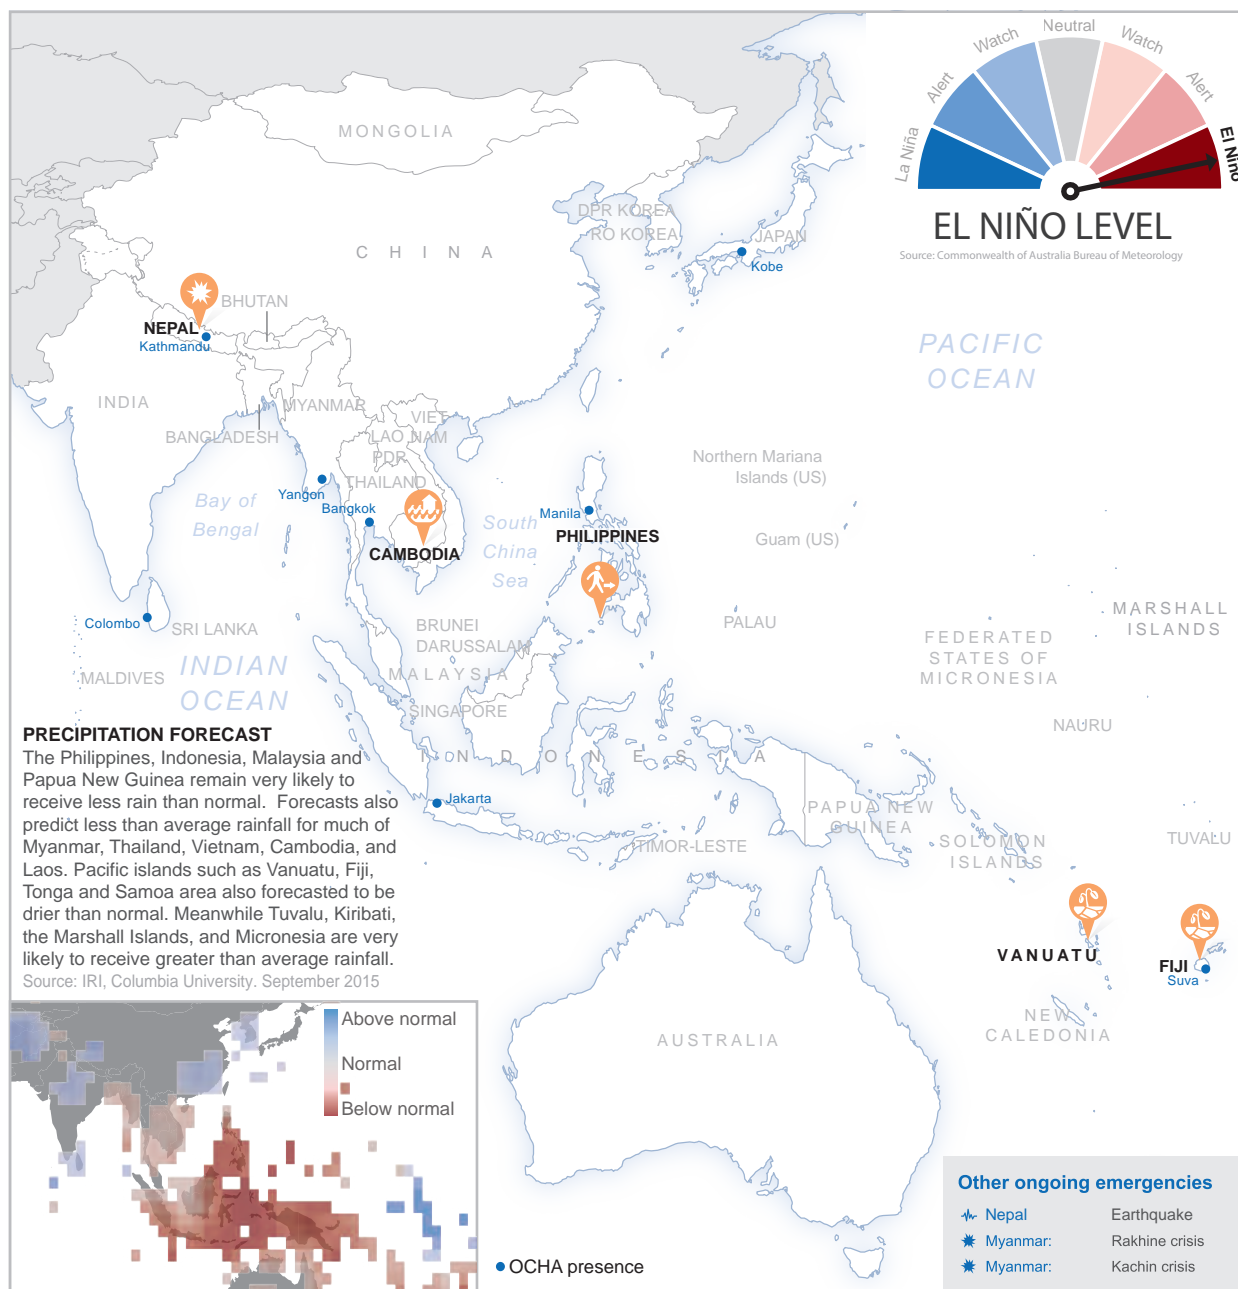 Neutral
Watch
Watch
Alert
Alert
La Niña
El Nino
EL NIÑO LEVEL
Source: Commonwealth of Australia Bureau of Meteorology
MONGOLIA
DPR KOREA
RO KOREA
JAPAN
CHINA
Kobe
BHUTAN
NEPAL
Kathmandu
PACIFIC
OCEAN
INDIA
MYANMAR
BANGLADESH
VIET
NAM
LAO
PDR
THAILAND
Northern Mariana
Islands (US)
Yangon
Bangkok
Bay of
Bengal
South
China
Sea
Manila
PHILIPPINES
CAMBODIA
Guam (US)
Colombo
SRI LANKA
BRUNEI
DARUSSALAM
PALAU
MARSHALL
ISLANDS
FEDERATED
STATES OF
MICRONESIA
INDIAN
OCEAN
MALDIVES
MALAYSIA
SINGAPORE
NAURU
INDONESIA
PRECIPITATION FORECAST
The Philippines, Indonesia, Malaysia and
Papua New Guinea remain very likely to
receive less rain than normal.  Forecasts also
predict less than average rainfall for much of
Myanmar, Thailand, Vietnam, Cambodia, and
Laos. Pacific islands such as Vanuatu, Fiji,
Tonga and Samoa area also forecasted to be
drier than normal. Meanwhile Tuvalu, Kiribati,
the Marshall Islands, and Micronesia are very
likely to receive greater than average rainfall.
Source: IRI, Columbia University. September 2015
Jakarta
PAPUA NEW
GUINEA
TIMOR-LESTE
SOLOMON
ISLANDS
TUVALU
VANUATU
FIJI
Suva
NEW
CALEDONIA
AUSTRALIA
Above normal
Normal
Below normal
OCHA presence
Other ongoing emergencies
Nepal Earthquake
Myanmar: Rakhine crisis
Myanmar: Kachin crisis